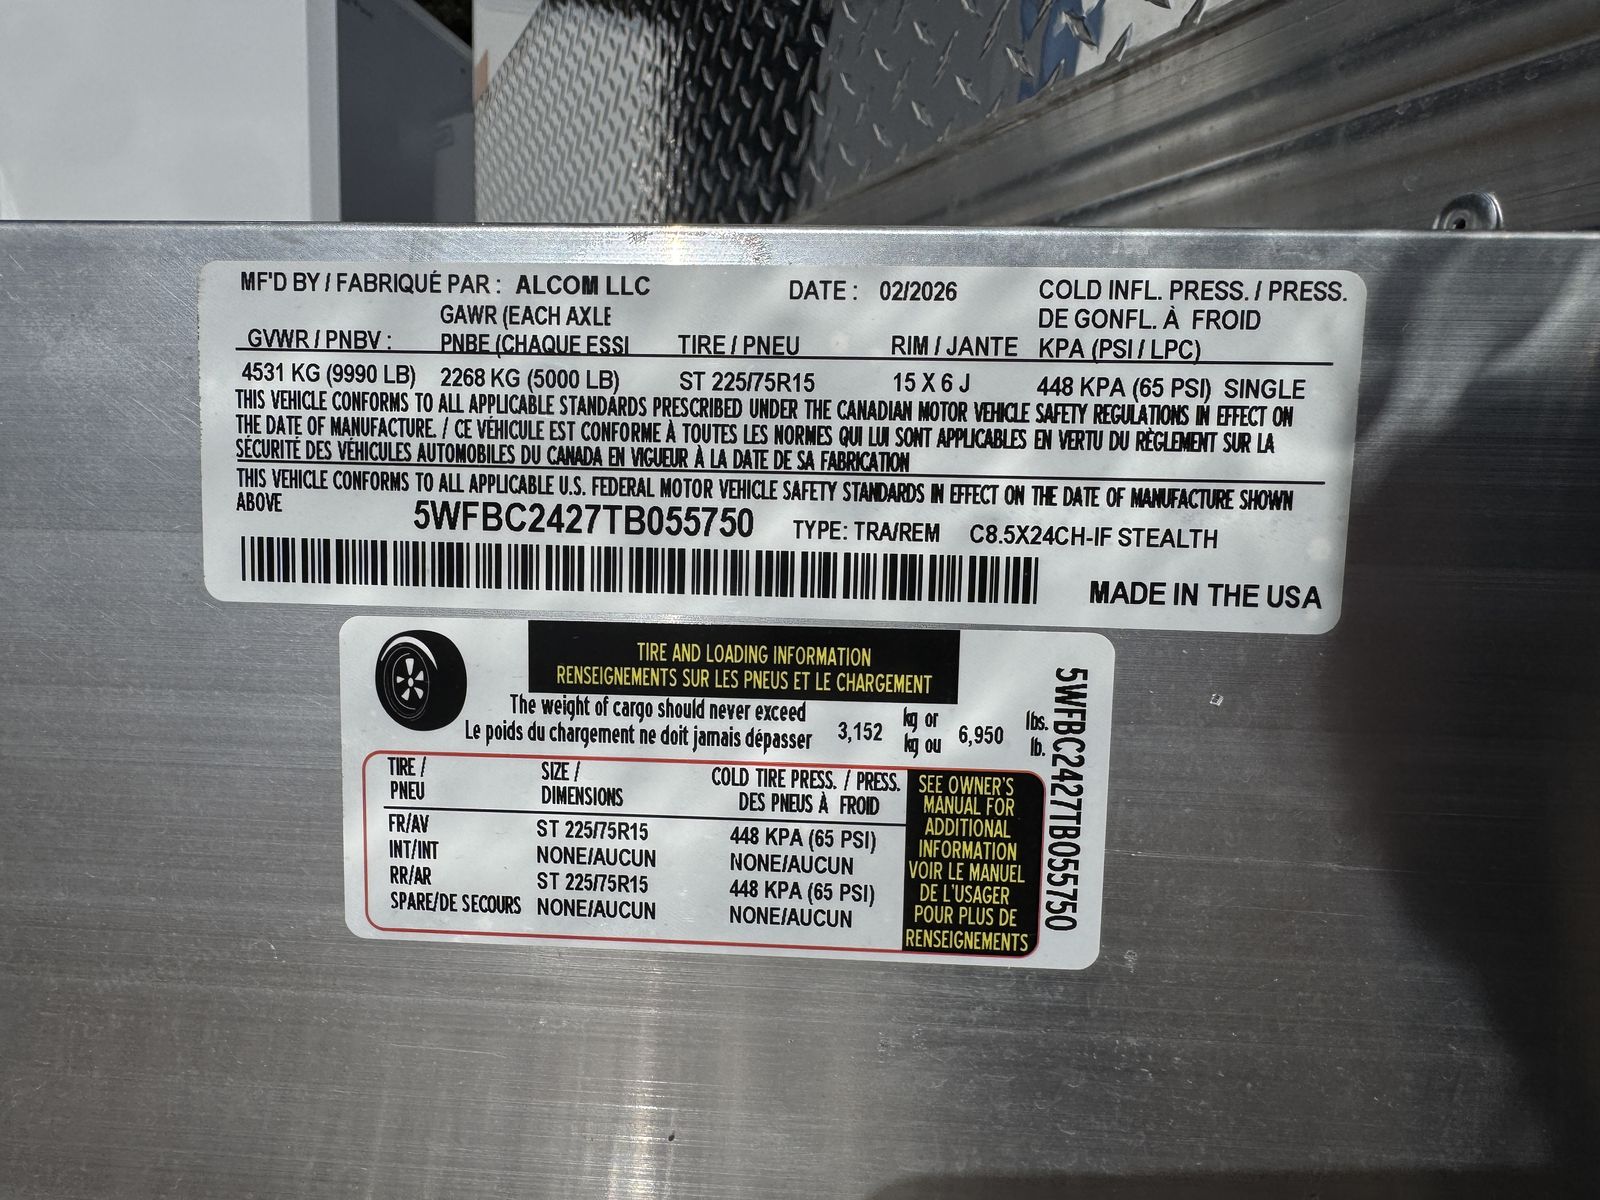 MF'D BY / FABRIQUÉ PAR : ALCOM LLC DATE : 02/2026 COLD INFL. PRESS. / PRESS.
GAWR (EACH AXLE DE GONFL. À FROID
GVWR / PNBV : PNBE (CHAQUE ESSI TIRE / PNEU RIM / JANTE KPA (PSI / LPC)
4531 KG (9990 LB) 2268 KG (5000 LB) ST 225/75R15 15 X 6 J 448 KPA (65 PSI) SINGLE
THIS VEHICLE CONFORMS TO ALL APPLICABLE STANDARDS PRESCRIBED UNDER THE CANADIAN MOTOR VEHICLE SAFETY REGULATIONS IN EFFECT ON
THE DATE OF MANUFACTURE. / CE VÉHICULE EST CONFORME À TOUTES LES NORMES QUI LUI SONT APPLICABLES EN VERTU DU RÈGLEMENT SUR LA
SÉCURITÉ DES VÉHICULES AUTOMOBILES DU CANADA EN VIGUEUR À LA DATE DE SA FABRICATION
THIS VEHICLE CONFORMS TO ALL APPLICABLE U.S. FEDERAL MOTOR VEHICLE SAFETY STANDARDS IN EFFECT ON THE DATE OF MANUFACTURE SHOWN
ABOVE
5WFBC2427TB055750 TYPE: TRA/REM C8.5X24CH-IF STEALTH
MADE IN THE USA
TIRE AND LOADING INFORMATION
RENSEIGNEMENTS SUR LES PNEUS ET LE CHARGEMENT
The weight of cargo should never exceed 3,152 kg or 6,950 lbs.
Le poids du chargement ne doit jamais dépasser kg ou lb.
TIRE / SIZE / COLD TIRE PRESS. / PRESS.
PNEU DIMENSIONS DES PNEUS À FROID
FR/AV ST 225/75R15 448 KPA (65 PSI)
INT/INT NONE/AUCUN NONE/AUCUN
RR/AR ST 225/75R15 448 KPA (65 PSI)
SPARE/DE SECOURS NONE/AUCUN NONE/AUCUN
SEE OWNER'S
MANUAL FOR
ADDITIONAL
INFORMATION
VOIR LE MANUEL
DE L'USAGER
POUR PLUS DE
RENSEIGNEMENTS
5WFBC2427TB055750